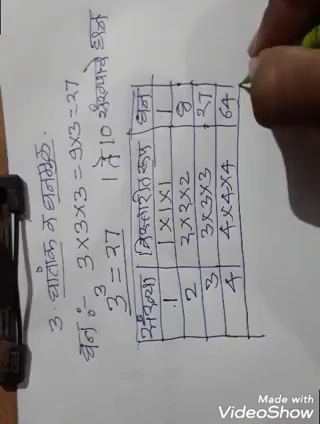 3. घातांक व घनमूळ.
घन :- 3×3×3=9×3=27
3³ = 27 1 ते 10 संख्यांचे घन
संख्या विस्तारीत रूप घन
1 1×1×1 1
2 2×2×2 8
3 3×3×3 27
4 4×4×4 64
Made with
VideoShow